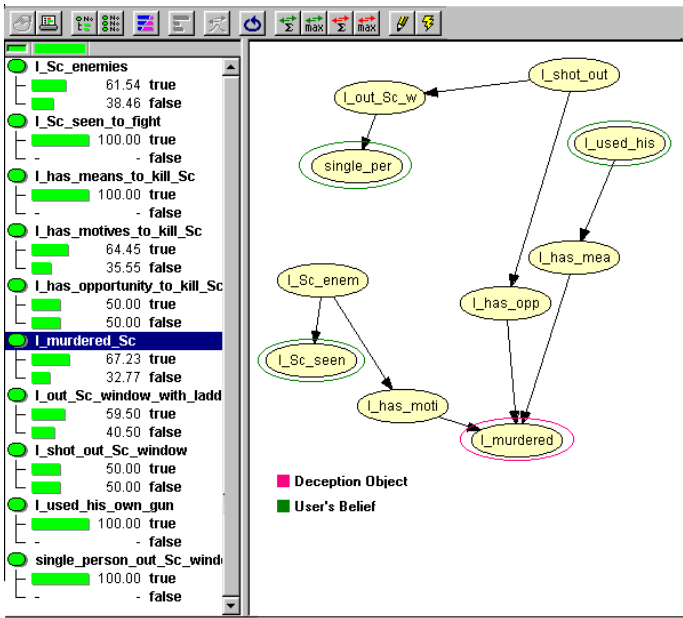 I_Sc_enemies
61.54 true
38.46 false
I_Sc_seen_to_fight
100.00 true
- - false
I_has_means_to_kill_Sc
100.00 true
- - false
I_has_motives_to_kill_Sc
64.45 true
35.55 false
I_has_opportunity_to_kill_Sc
50.00 true
50.00 false
I_murdered_Sc
67.23 true
32.77 false
I_out_Sc_window_with_ladd
59.50 true
40.50 false
I_shot_out_Sc_window
50.00 true
50.00 false
I_used_his_own_gun
100.00 true
- - false
single_person_out_Sc_wind
100.00 true
- - false
I_shot_out
I_out_Sc_w
I_used_his
single_per
I_has_mea
I_Sc_enem
I_has_opp
I_Sc_seen
I_has_moti
I_murdered
Deception Object
User's Belief
Σ max Σ max